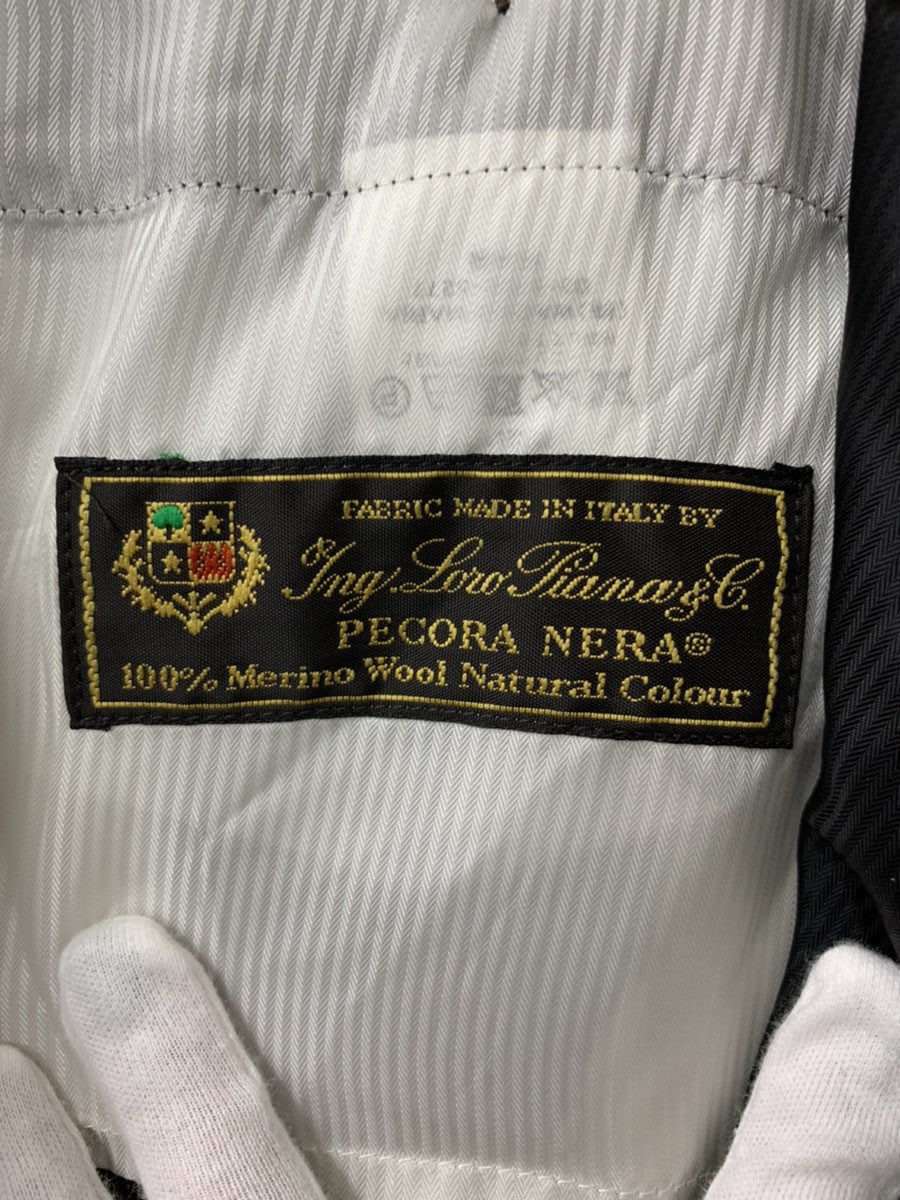 FABRIC MADE IN ITALY BY
Ing. Loro Piana & C.
PECORA NERA®
100% Merino Wool Natural Colour